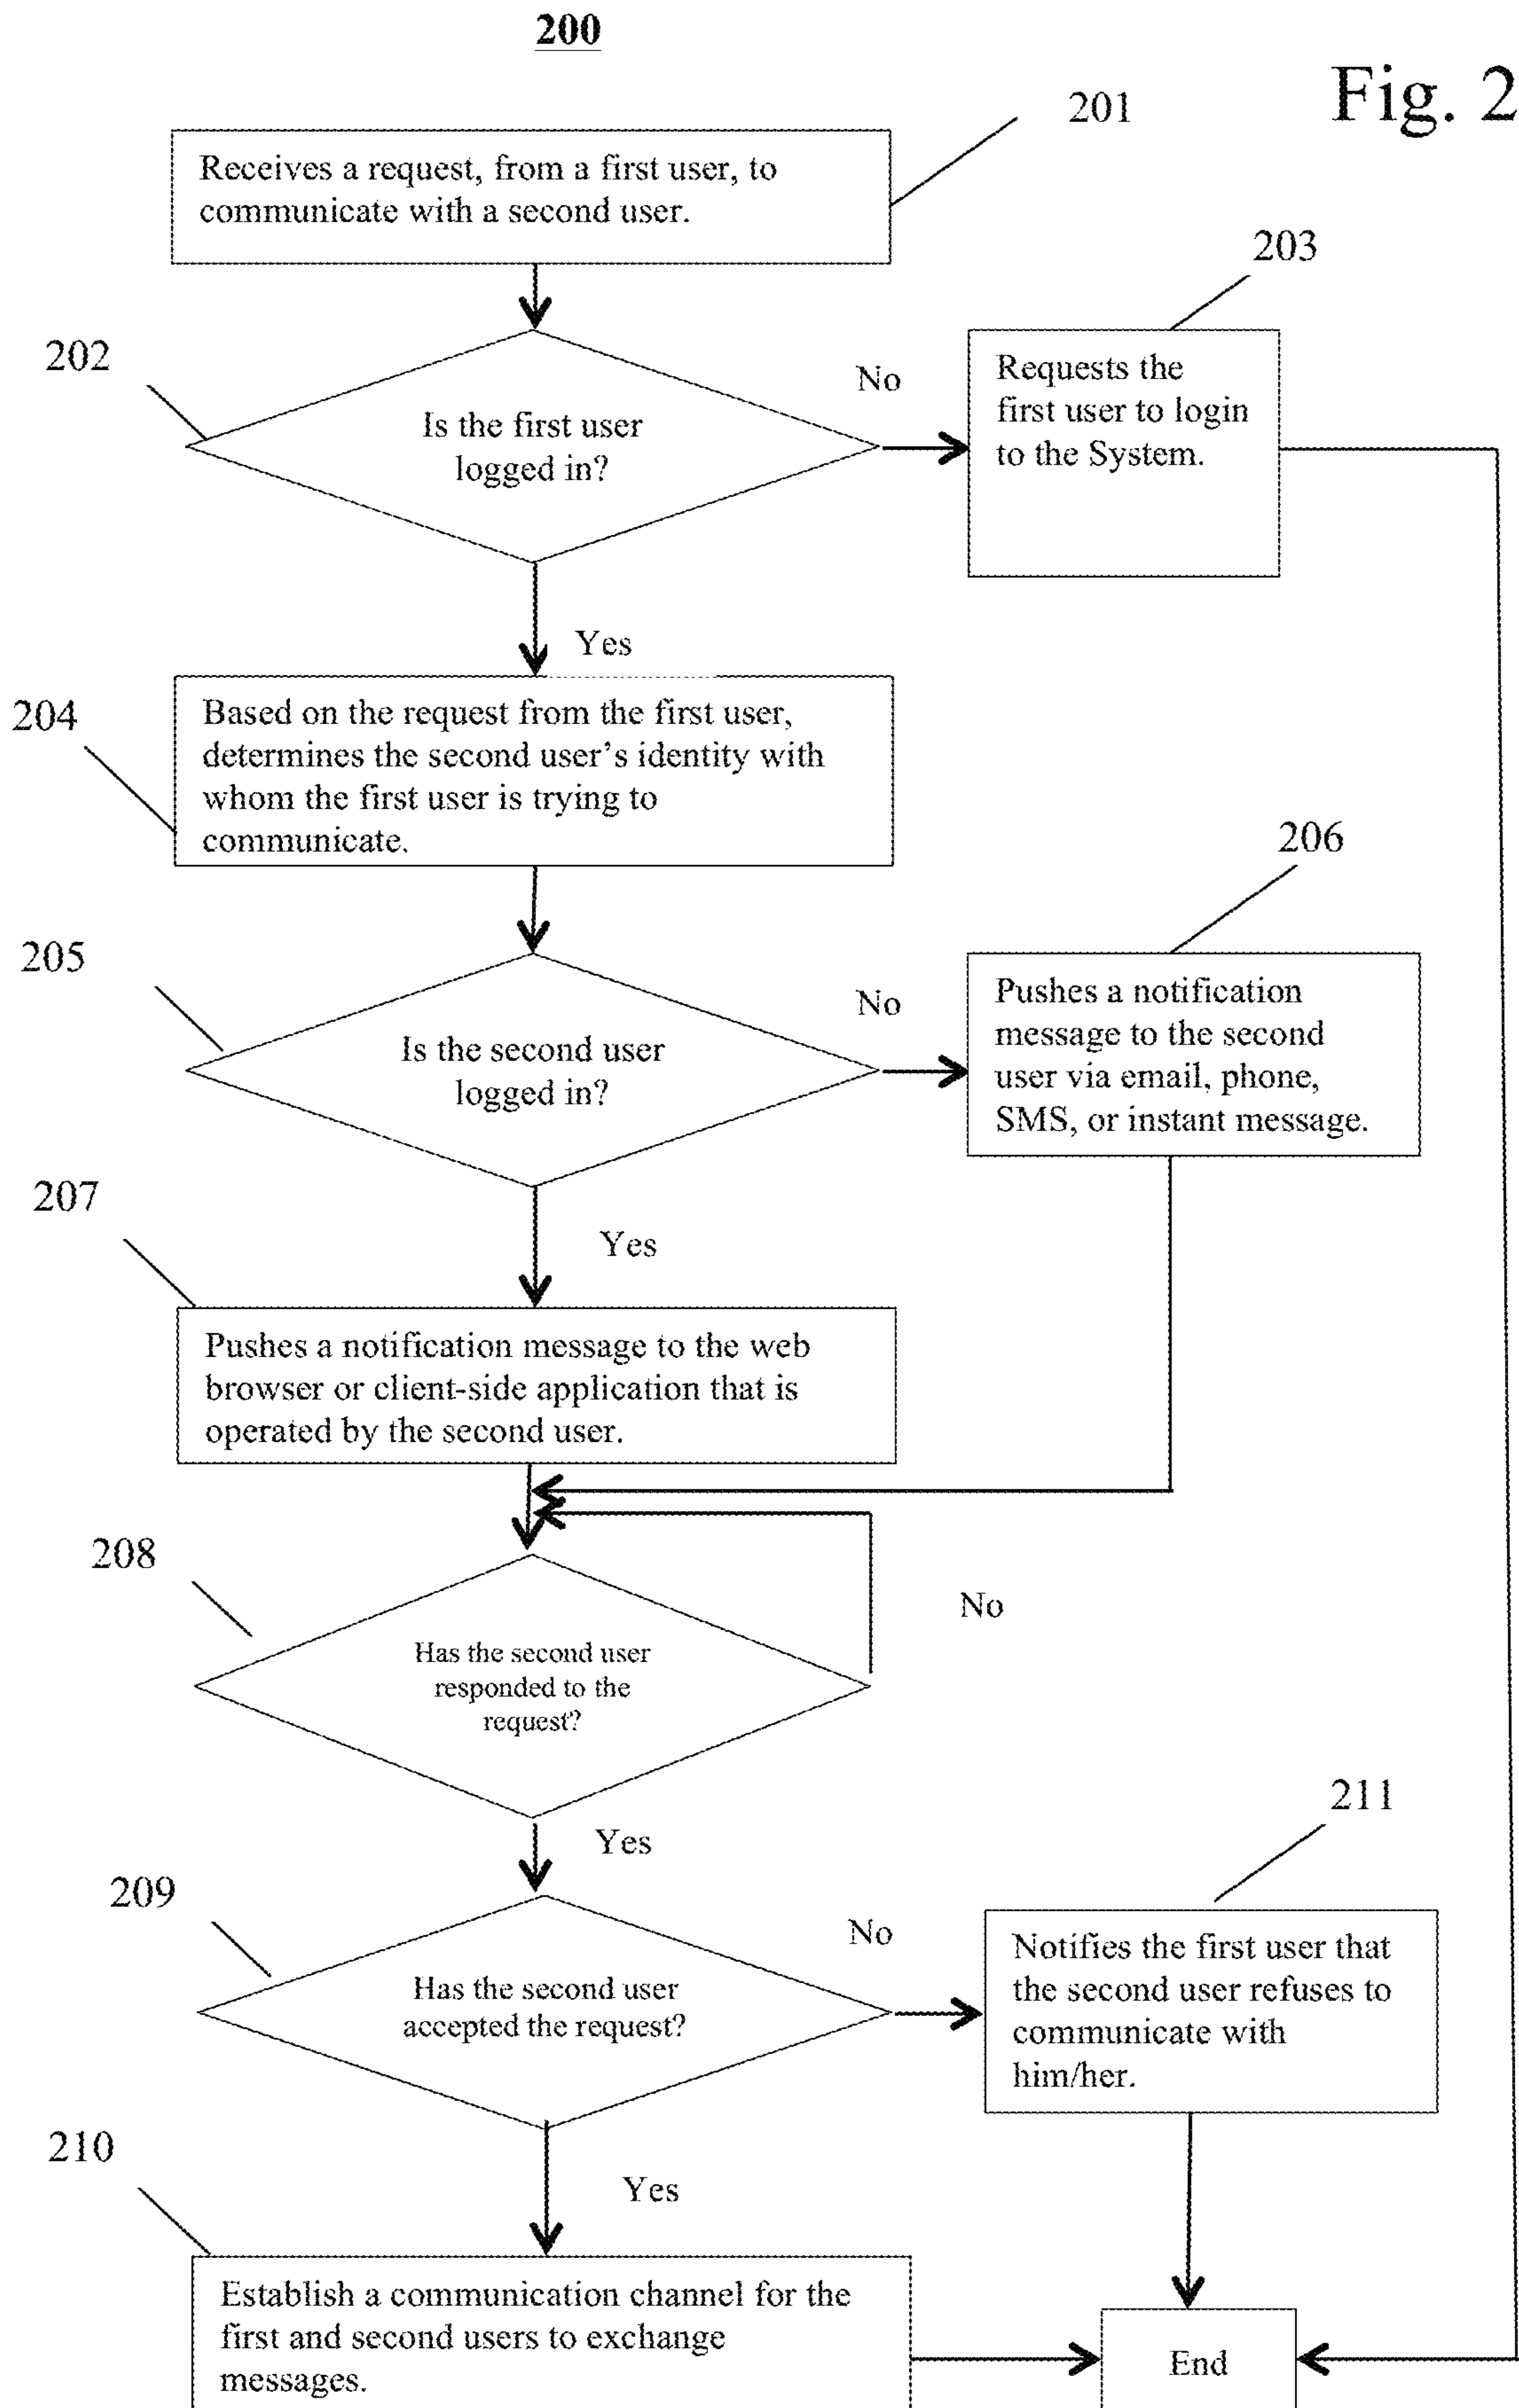 200
Fig. 2
201
Receives a request, from a first user, to
communicate with a second user.
203
202
No
Requests the
first user to login
to the System.
Is the first user
logged in?
Yes
204
Based on the request from the first user,
determines the second user's identity with
whom the first user is trying to
communicate.
206
205
No
Pushes a notification
message to the second
user via email, phone,
SMS, or instant message.
Is the second user
logged in?
207
Yes
Pushes a notification message to the web
browser or client-side application that is
operated by the second user.
208
No
Has the second user
responded to the
request?
211
Yes
209
No
Notifies the first user that
the second user refuses to
communicate with
him/her.
Has the second user
accepted the request?
210
Yes
Establish a communication channel for the
first and second users to exchange
messages.
End